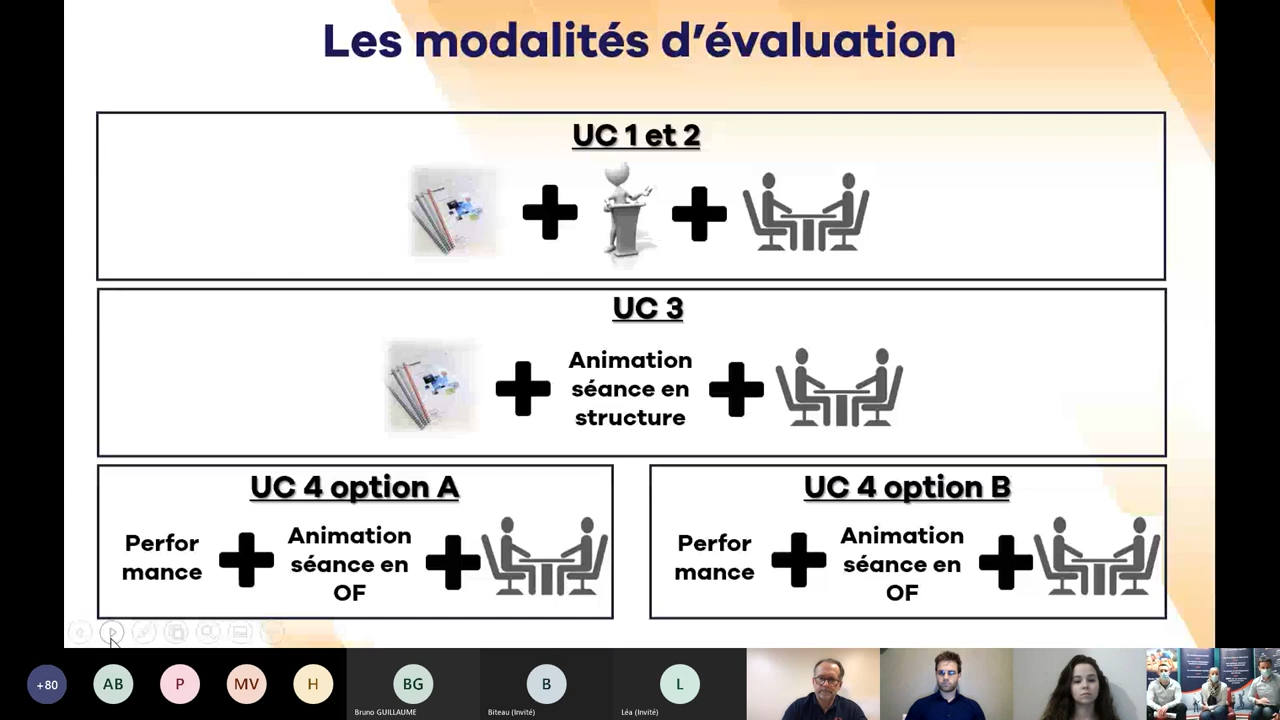 Les modalités d’évaluation
UC 1 et 2
UC 3
Animation
séance en
structure
UC 4 option A
Perfor
mance
Animation
séance en
OF
UC 4 option B
Perfor
mance
Animation
séance en
OF
+80
AB
P
MV
H
BG
Bruno GUILLAUME
B
Biteau (Invité)
L
Léa (Invité)